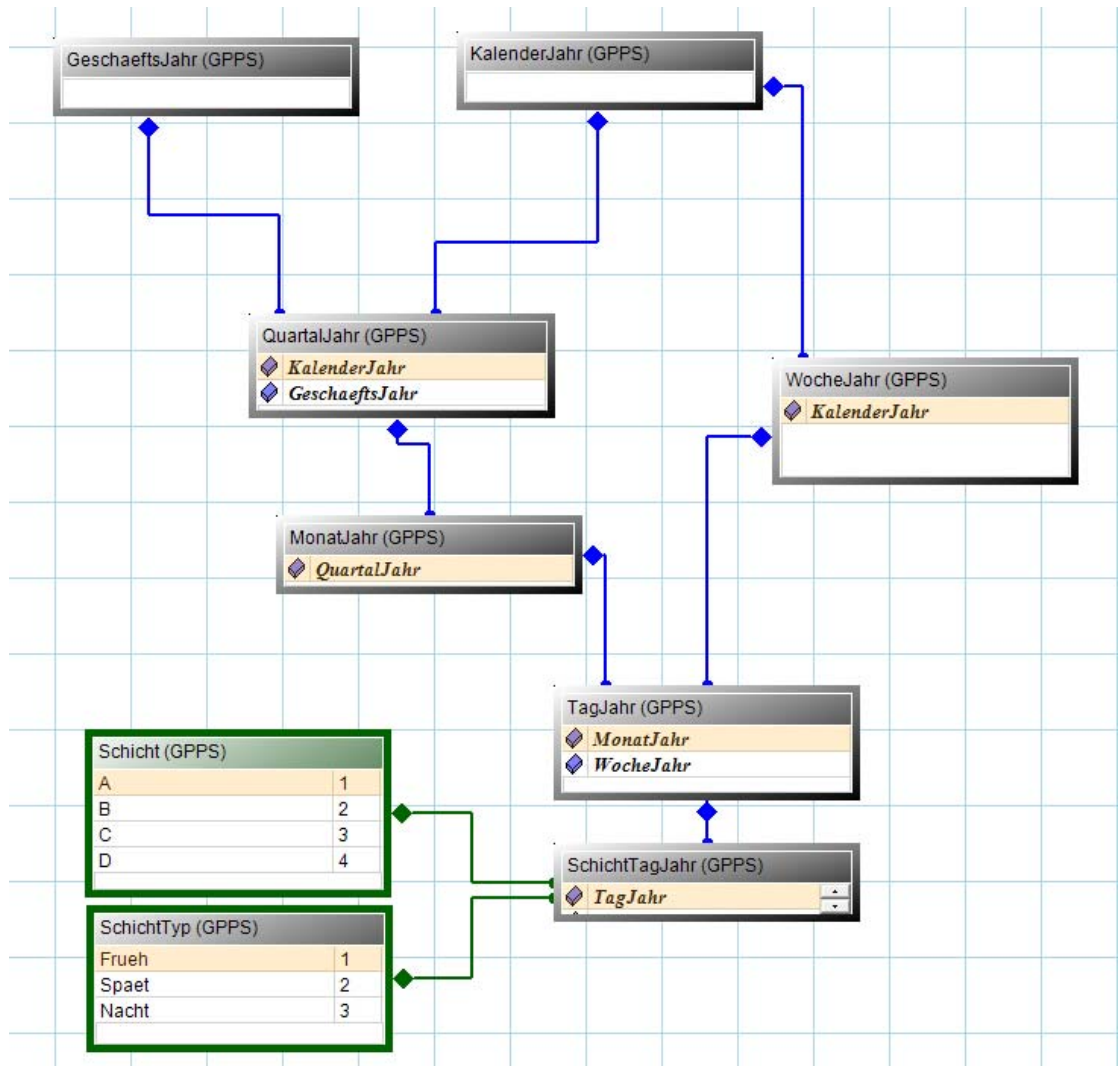 GeschaeftsJahr (GPPS)
KalenderJahr (GPPS)
QuartalJahr (GPPS)
KalenderJahr
GeschaeftsJahr
WocheJahr (GPPS)
KalenderJahr
MonatJahr (GPPS)
QuartalJahr
TagJahr (GPPS)
MonatJahr
WocheJahr
Schicht (GPPS)
A 1
B 2
C 3
D 4
SchichtTagJahr (GPPS)
TagJahr
SchichtTyp (GPPS)
Frueh 1
Spaet 2
Nacht 3